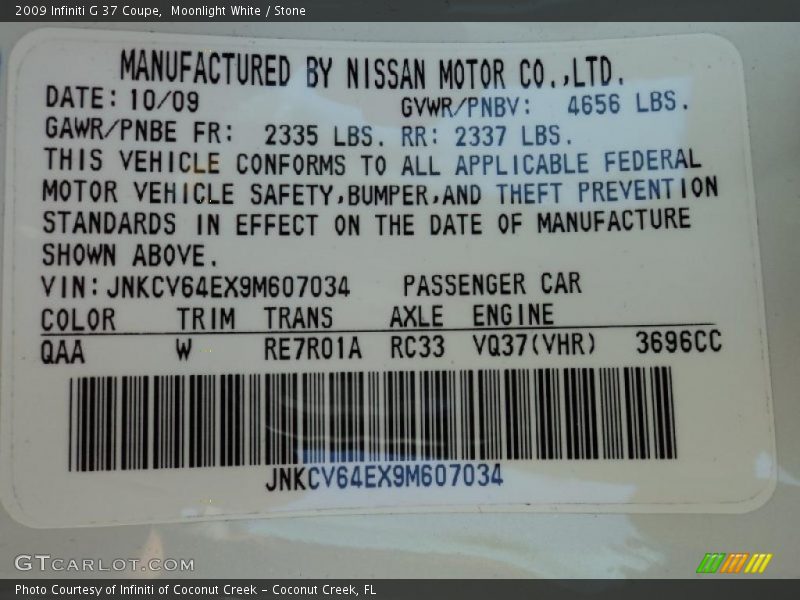 2009 Infiniti G 37 Coupe,  Moonlight White / Stone
MANUFACTURED BY NISSAN MOTOR CO.,LTD.
DATE: 10/09 GVWR/PNBV: 4656 LBS.
GAWR/PNBE FR: 2335 LBS. RR: 2337 LBS.
THIS VEHICLE CONFORMS TO ALL APPLICABLE FEDERAL
MOTOR VEHICLE SAFETY,BUMPER,AND THEFT PREVENTION
STANDARDS IN EFFECT ON THE DATE OF MANUFACTURE
SHOWN ABOVE.
VIN: JNKCV64EX9M607034 PASSENGER CAR
COLOR TRIM TRANS AXLE ENGINE
QAA W RE7R01A RC33 VQ37(VHR) 3696CC
JNKCV64EX9M607034
GTCARLOT.COM
Photo Courtesy of Infiniti of Coconut Creek – Coconut Creek, FL